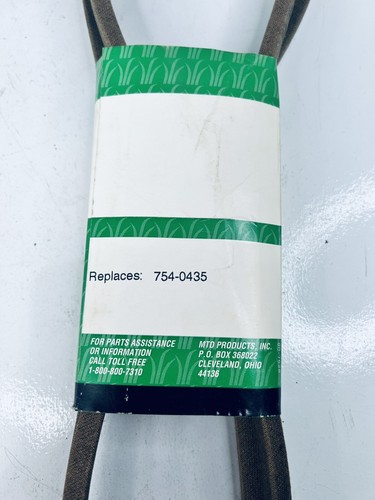 Replaces: 754-0435
FOR PARTS ASSISTANCE
OR INFORMATION
CALL TOLL FREE
1-800-800-7310
MTD PRODUCTS, INC.
P.O. BOX 368022
CLEVELAND, OHIO
44136